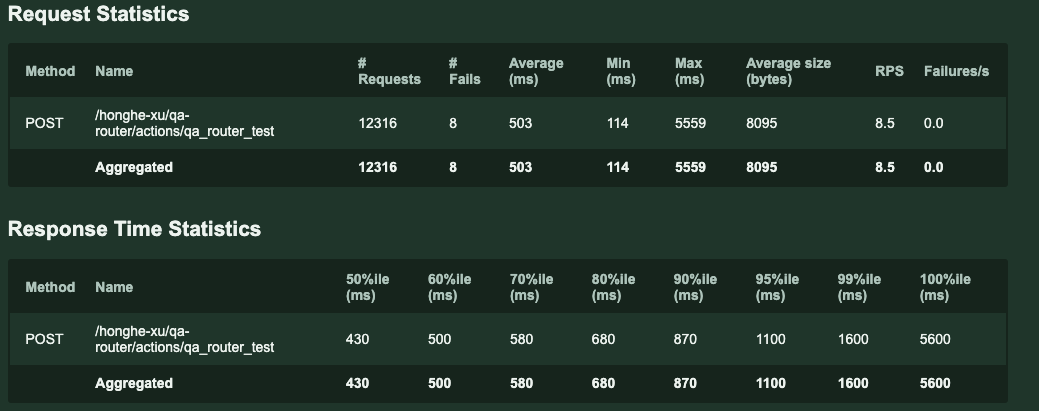 Request Statistics
Method Name # Requests # Fails Average (ms) Min (ms) Max (ms) Average size (bytes) RPS Failures/s
POST /honghe-xu/qa-router/actions/qa_router_test 12316 8 503 114 5559 8095 8.5 0.0
Aggregated 12316 8 503 114 5559 8095 8.5 0.0
Response Time Statistics
Method Name 50%ile (ms) 60%ile (ms) 70%ile (ms) 80%ile (ms) 90%ile (ms) 95%ile (ms) 99%ile (ms) 100%ile (ms)
POST /honghe-xu/qa-router/actions/qa_router_test 430 500 580 680 870 1100 1600 5600
Aggregated 430 500 580 680 870 1100 1600 5600